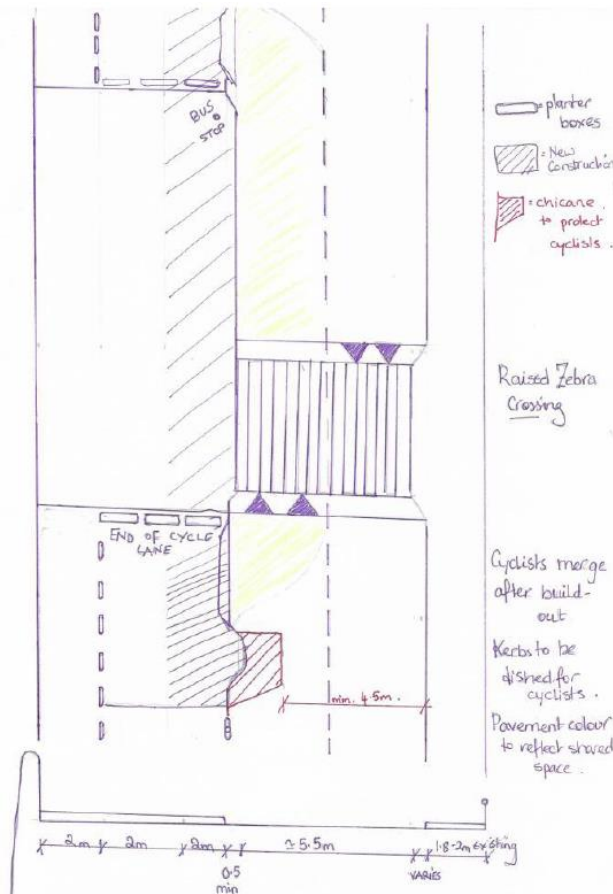 BUS
STOP
= planter
boxes
= New
Construction
= chicane
to protect
cyclists.
Raised Zebra
Crossing
END OF CYCLE
LANE
Cyclists merge
after build-
out
Kerbs to be
dished for
cyclists.
min. 4.5m.
Pavement colour
to reflect shared
space.
2m
2m
2m
≃5.5m
1.8-2m existing
0.5
min
VARIES